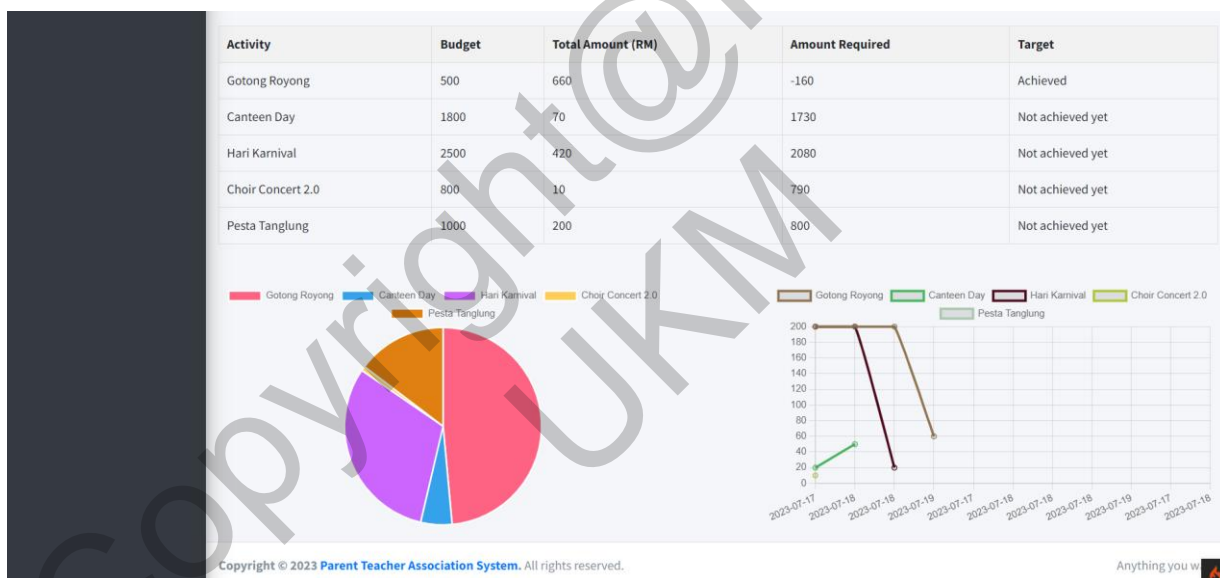 Activity Budget Total Amount (RM) Amount Required Target
Gotong Royong 500 660 -160 Achieved
Canteen Day 1800 70 1730 Not achieved yet
Hari Karnival 2500 420 2080 Not achieved yet
Choir Concert 2.0 800 10 790 Not achieved yet
Pesta Tanglung 1000 200 800 Not achieved yet
Gotong Royong Canteen Day Hari Karnival Choir Concert 2.0
Pesta Tanglung
Gotong Royong Canteen Day Hari Karnival Choir Concert 2.0
Pesta Tanglung
200
180
160
140
120
100
80
60
40
20
0
2023-07-17 2023-07-18 2023-07-18 2023-07-19 2023-07-17 2023-07-18 2023-07-18 2023-07-18 2023-07-19 2023-07-17 2023-07-18
Copyright © 2023 Parent Teacher Association System. All rights reserved. Anything you
Copyright@
UKM